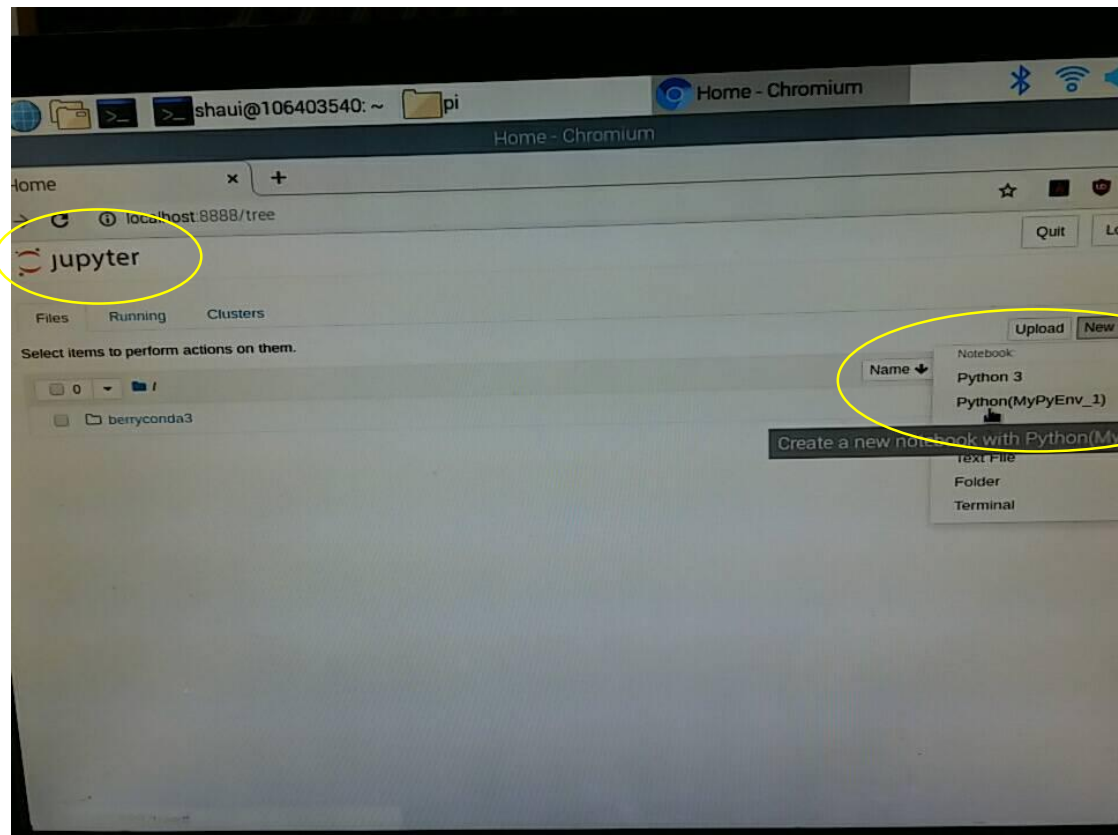 shaui@106403540: ~ pi Home - Chromium
Home - Chromium
Home × +
localhost:8888/tree
jupyter Quit
Files Running Clusters
Upload New
Select items to perform actions on them.
0 / Name
berryconda3
Notebook:
Python 3
Python(MyPyEnv_1)
Create a new notebook with Python(My
Text File
Folder
Terminal